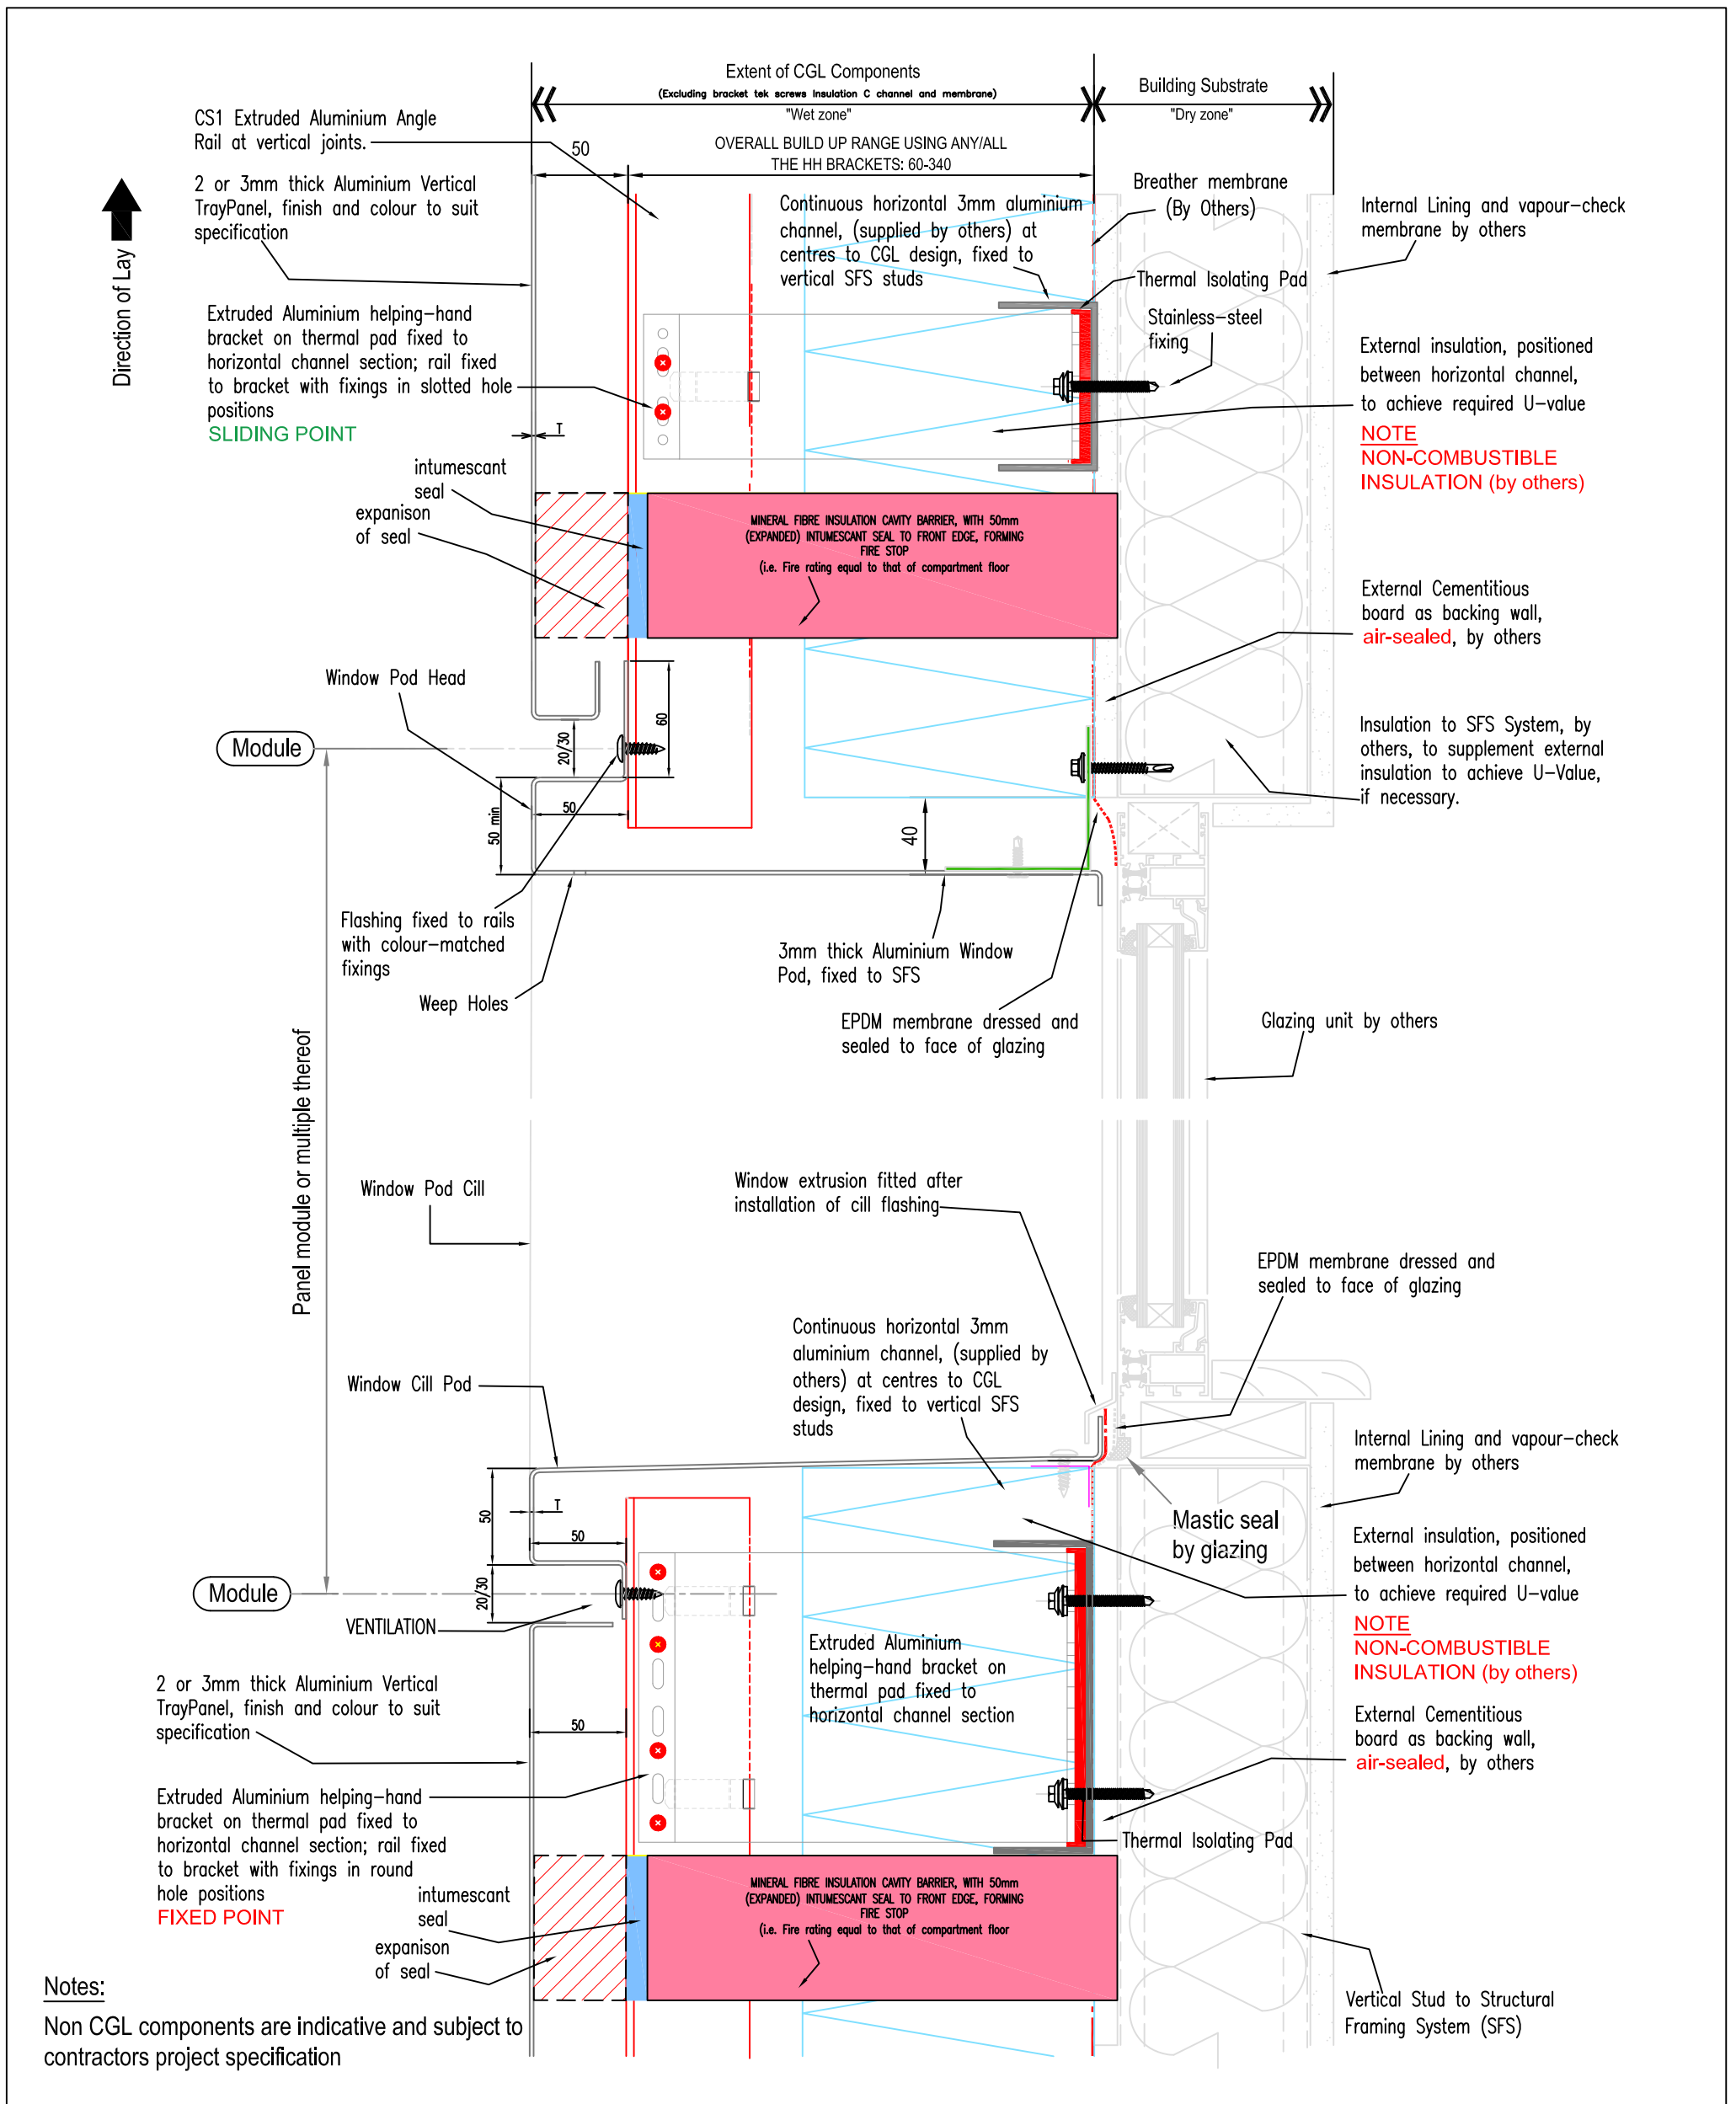 Extent of CGL Components
(Excluding bracket tek screws Insulation C channel and membrane)
"Wet zone"
Building Substrate
"Dry zone"
OVERALL BUILD UP RANGE USING ANY/ALL
THE HH BRACKETS: 60-340
50
CS1 Extruded Aluminium Angle
Rail at vertical joints.
2 or 3mm thick Aluminium Vertical
TrayPanel, finish and colour to suit
specification
Direction of Lay
Extruded Aluminium helping-hand
bracket on thermal pad fixed to
horizontal channel section; rail fixed
to bracket with fixings in slotted hole
positions
SLIDING POINT
T
intumescant
seal
expanison
of seal
Continuous horizontal 3mm aluminium
channel, (supplied by others) at
centres to CGL design, fixed to
vertical SFS studs
Breather membrane
(By Others)
Thermal Isolating Pad
Stainless-steel
fixing
Internal Lining and vapour-check
membrane by others
External insulation, positioned
between horizontal channel,
to achieve required U-value
NOTE
NON-COMBUSTIBLE
INSULATION (by others)
MINERAL FIBRE INSULATION CAVITY BARRIER, WITH 50mm
(EXPANDED) INTUMESCANT SEAL TO FRONT EDGE, FORMING
FIRE STOP
(i.e. Fire rating equal to that of compartment floor
External Cementitious
board as backing wall,
air-sealed, by others
Window Pod Head
Module
60
20/30
50 min
50
40
Insulation to SFS System, by
others, to supplement external
insulation to achieve U-Value,
if necessary.
Flashing fixed to rails
with colour-matched
fixings
Weep Holes
3mm thick Aluminium Window
Pod, fixed to SFS
EPDM membrane dressed and
sealed to face of glazing
Glazing unit by others
Panel module or multiple thereof
Window Pod Cill
Window extrusion fitted after
installation of cill flashing
EPDM membrane dressed and
sealed to face of glazing
Continuous horizontal 3mm
aluminium channel, (supplied by
others) at centres to CGL
design, fixed to vertical SFS
studs
Window Cill Pod
Internal Lining and vapour-check
membrane by others
T
50
50
20/30
Mastic seal
by glazing
External insulation, positioned
between horizontal channel,
to achieve required U-value
NOTE
NON-COMBUSTIBLE
INSULATION (by others)
Module
VENTILATION
Extruded Aluminium
helping-hand bracket on
thermal pad fixed to
horizontal channel section
2 or 3mm thick Aluminium Vertical
TrayPanel, finish and colour to suit
specification
50
External Cementitious
board as backing wall,
air-sealed, by others
Extruded Aluminium helping-hand
bracket on thermal pad fixed to
horizontal channel section; rail fixed
to bracket with fixings in round
hole positions
FIXED POINT
Thermal Isolating Pad
intumescant
seal
expanison
of seal
MINERAL FIBRE INSULATION CAVITY BARRIER, WITH 50mm
(EXPANDED) INTUMESCANT SEAL TO FRONT EDGE, FORMING
FIRE STOP
(i.e. Fire rating equal to that of compartment floor
Vertical Stud to Structural
Framing System (SFS)
Notes:
Non CGL components are indicative and subject to
contractors project specification